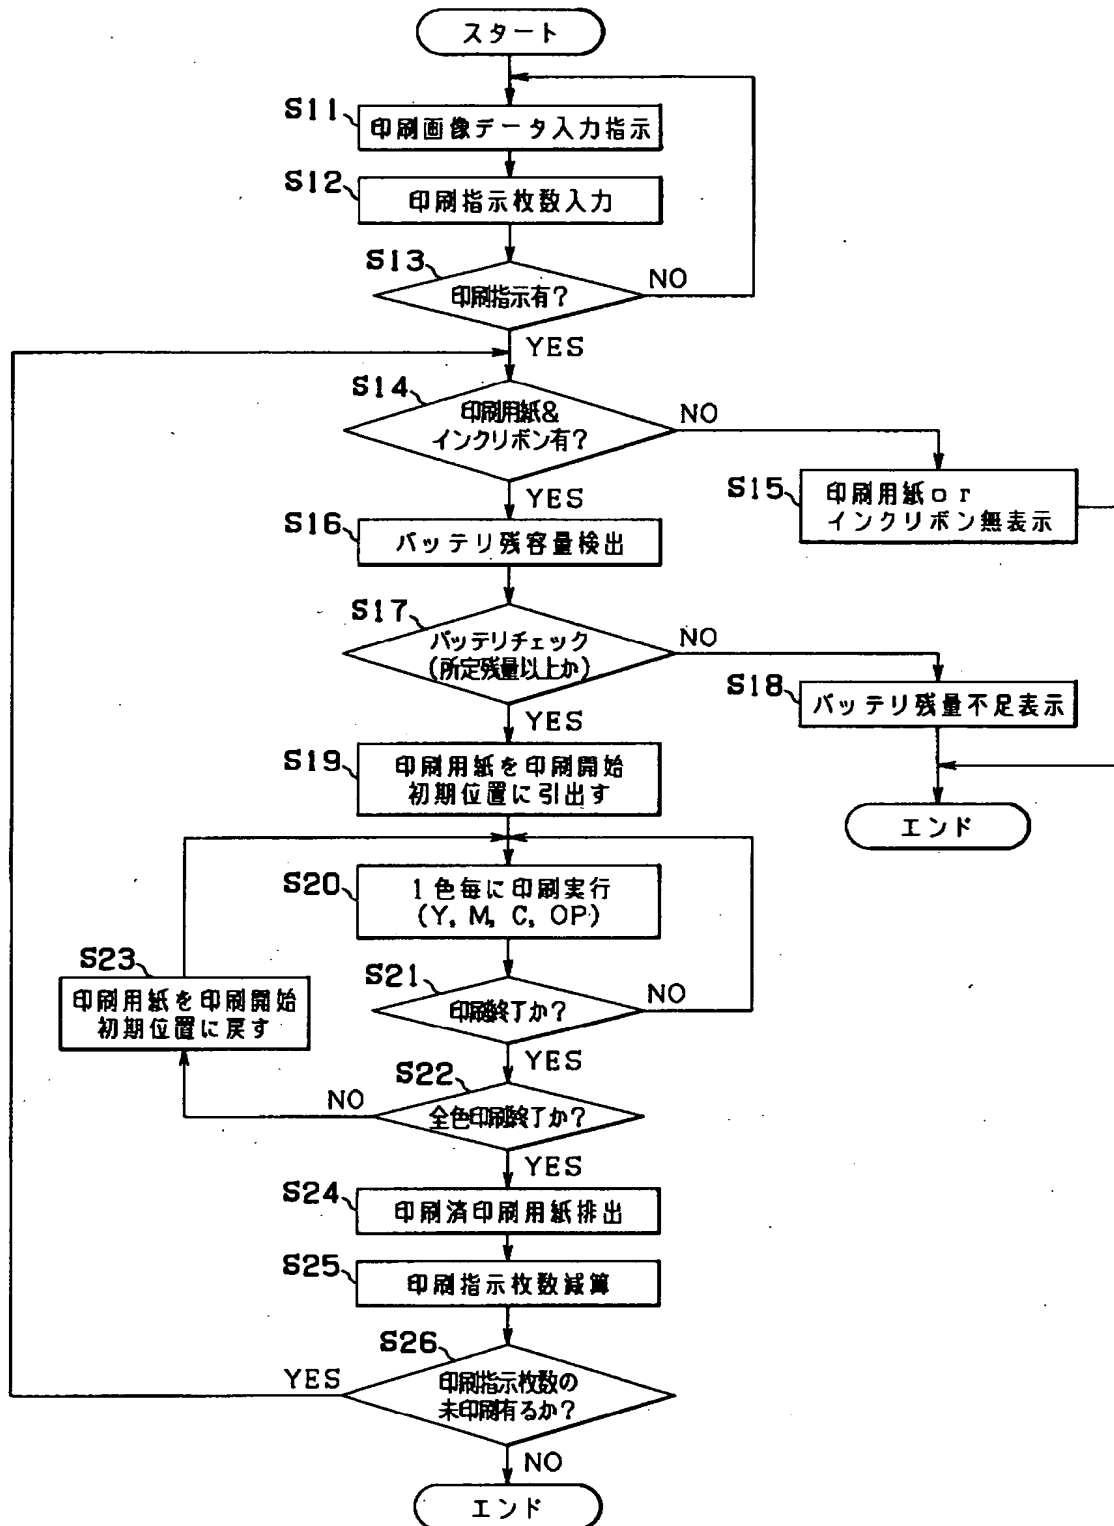 スタート
S11
印刷画像データ入力指示
S12
印刷指示枚数入力
S13
印刷指示有?
NO
YES
S14
印刷用紙&
インクリボン有?
NO
YES
S15
印刷用紙or
インクリボン無表示
S16
バッテリ残容量検出
S17
バッテリチェック
(所定残量以上か)
NO
YES
S18
バッテリ残量不足表示
エンド
S19
印刷用紙を印刷開始
初期位置に引出す
S20
1色毎に印刷実行
(Y, M, C, OP)
S21
印刷終了か?
NO
YES
S23
印刷用紙を印刷開始
初期位置に戻す
S22
全色印刷終了か?
NO
YES
S24
印刷済印刷用紙排出
S25
印刷指示枚数減算
S26
印刷指示枚数の
未印刷有るか?
YES
NO
エンド